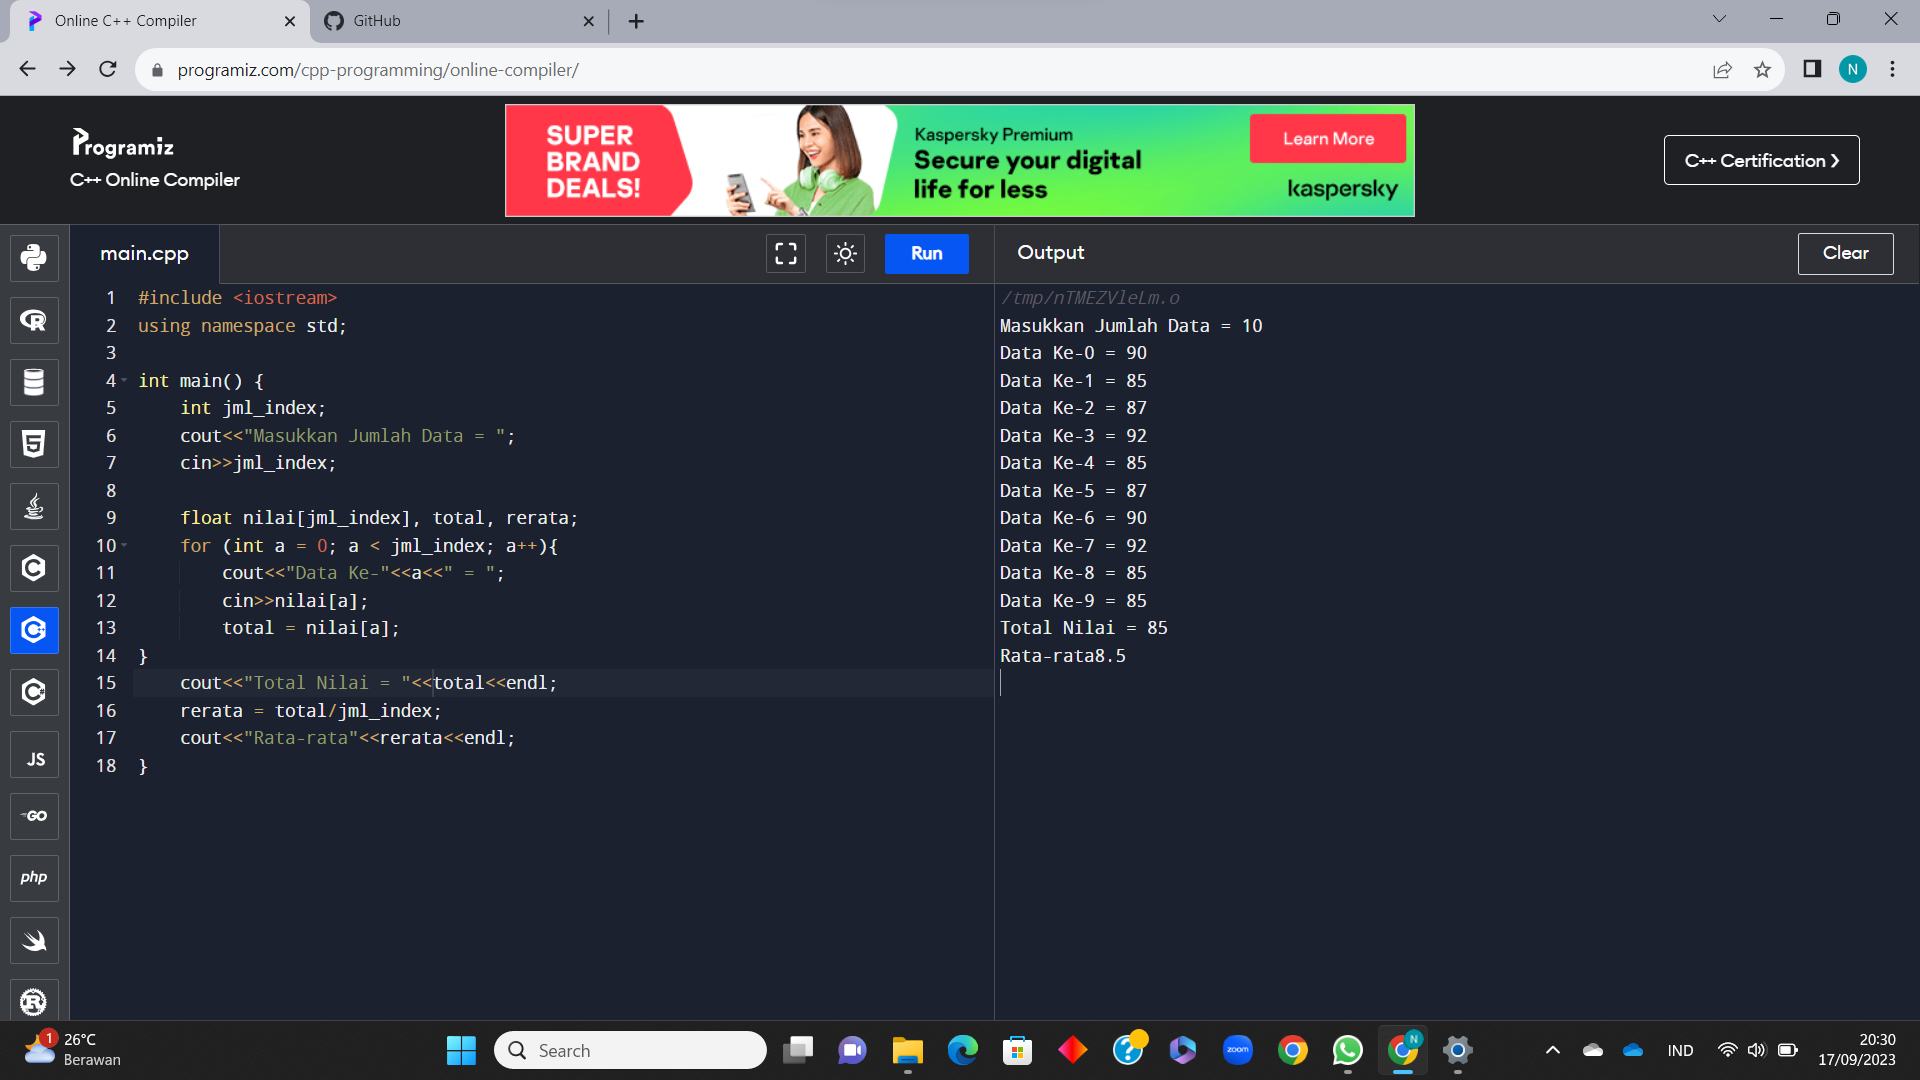 Online C++ Compiler
GitHub
programiz.com/cpp-programming/online-compiler/
N
Programiz
C++ Online Compiler
SUPER
BRAND
DEALS!
Kaspersky Premium
Secure your digital
life for less
Learn More
kaspersky
C++ Certification ❯
main.cpp
Run
Output
Clear
1 #include <iostream>
2 using namespace std;
3
4 int main() {
5     int jml_index;
6     cout<<"Masukkan Jumlah Data = ";
7     cin>>jml_index;
8
9     float nilai[jml_index], total, rerata;
10     for (int a = 0; a < jml_index; a++){
11         cout<<"Data Ke-"<<a<<" = ";
12         cin>>nilai[a];
13         total = nilai[a];
14 }
15     cout<<"Total Nilai = "<<total<<endl;
16     rerata = total/jml_index;
17     cout<<"Rata-rata"<<rerata<<endl;
18 }
/tmp/nTMEZVleLm.o
Masukkan Jumlah Data = 10
Data Ke-0 = 90
Data Ke-1 = 85
Data Ke-2 = 87
Data Ke-3 = 92
Data Ke-4 = 85
Data Ke-5 = 87
Data Ke-6 = 90
Data Ke-7 = 92
Data Ke-8 = 85
Data Ke-9 = 85
Total Nilai = 85
Rata-rata8.5
JS
GO
php
1
26°C
Berawan
Search
zoom
N
IND
20:30
17/09/2023